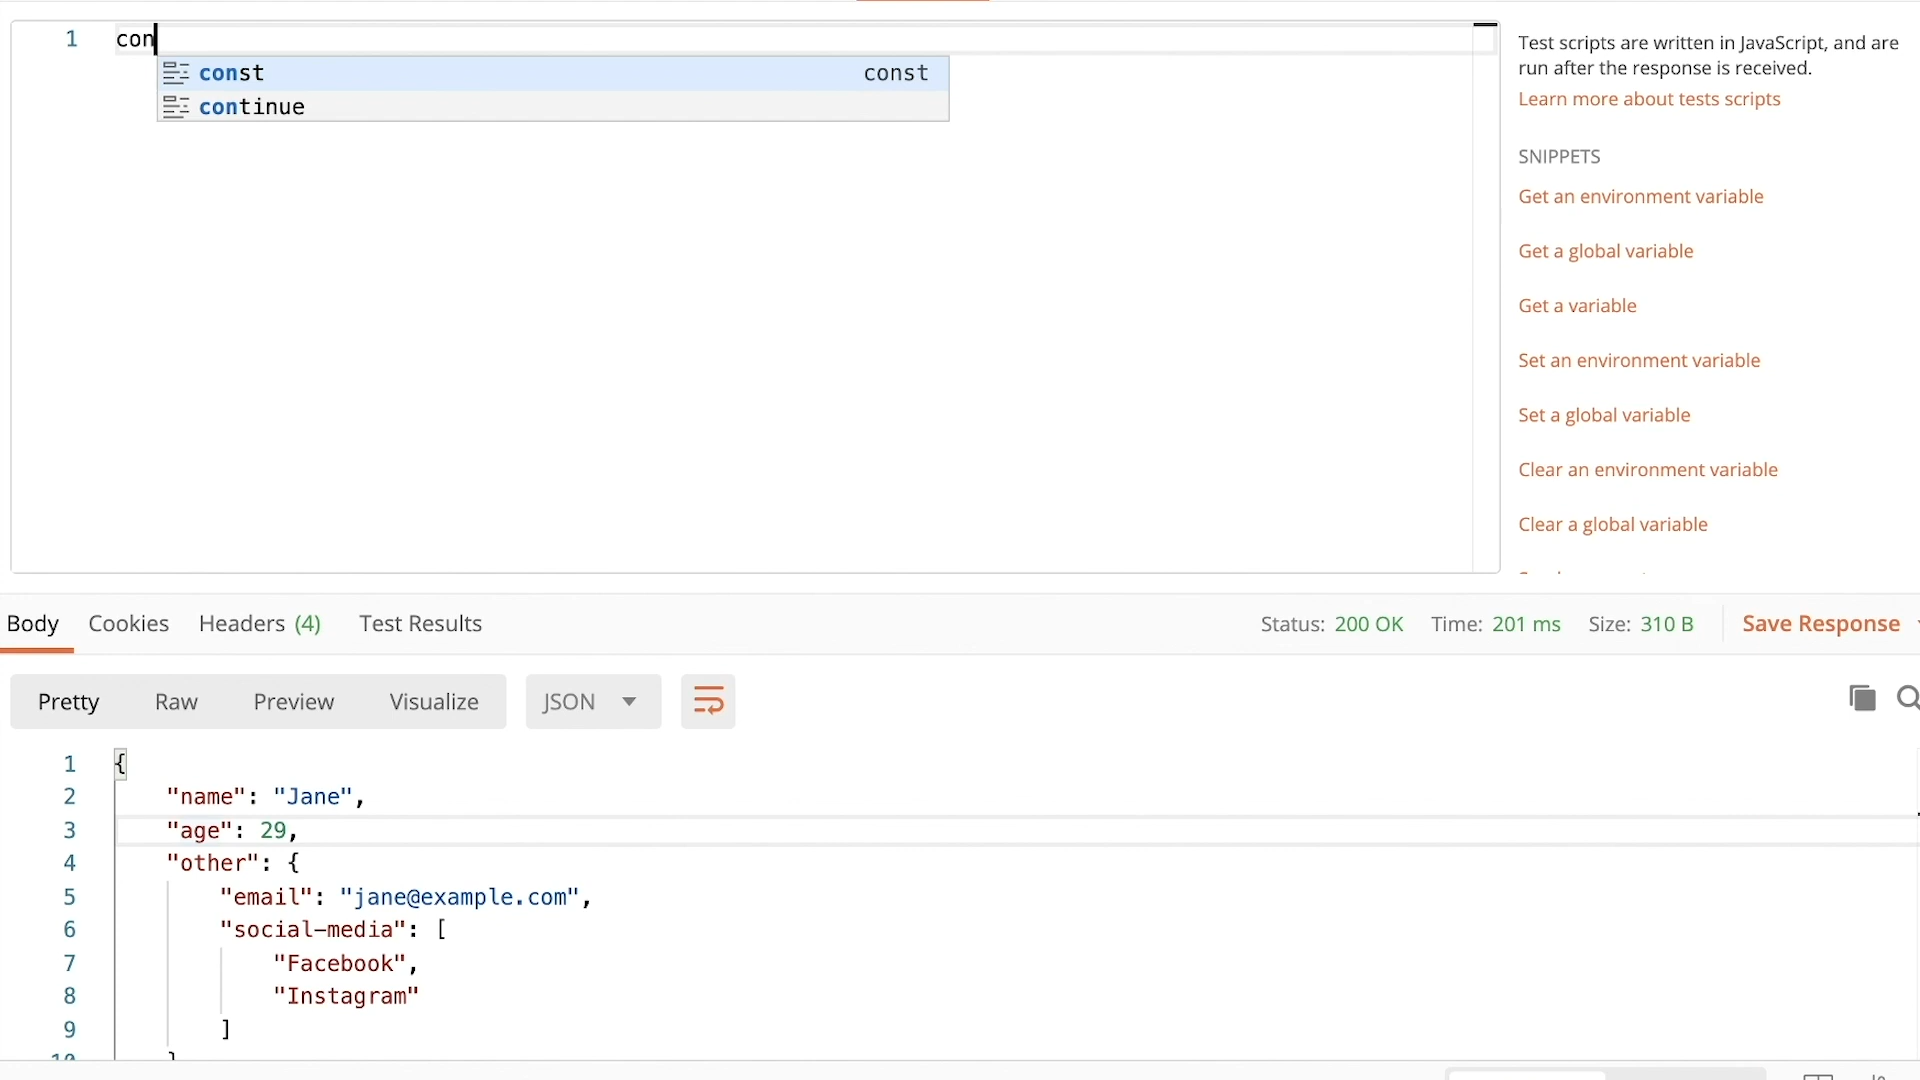 1 con
const const
continue
Test scripts are written in JavaScript, and are
run after the response is received.
Learn more about tests scripts
SNIPPETS
Get an environment variable
Get a global variable
Get a variable
Set an environment variable
Set a global variable
Clear an environment variable
Clear a global variable
Body Cookies Headers (4) Test Results Status: 200 OK Time: 201 ms Size: 310 B Save Response
Pretty Raw Preview Visualize JSON
1 {
2 "name": "Jane",
3 "age": 29,
4 "other": {
5 "email": "jane@example.com",
6 "social-media": [
7 "Facebook",
8 "Instagram"
9 ]